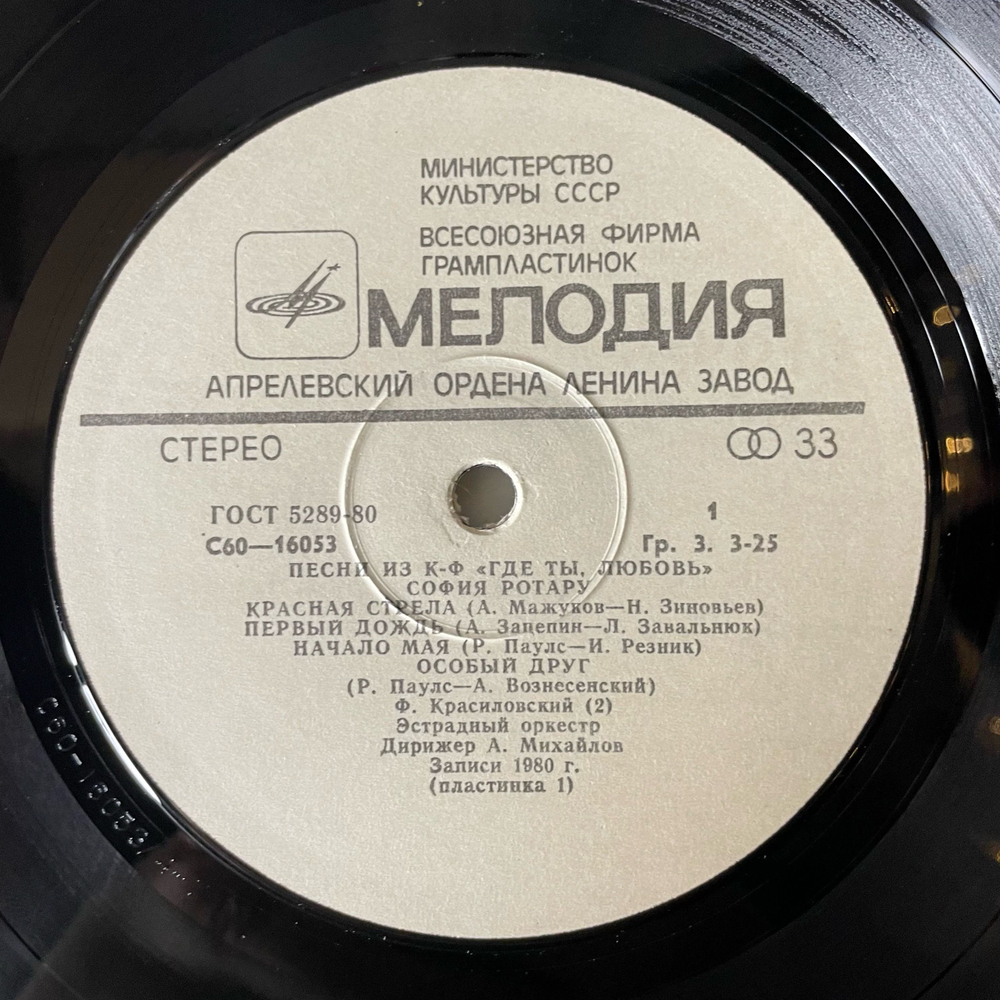 МИНИСТЕРСТВО
КУЛЬТУРЫ СССР
ВСЕСОЮЗНАЯ ФИРМА
ГРАМПЛАСТИНОК
МЕЛОДИЯ
АПРЕЛЕВСКИЙ ОРДЕНА ЛЕНИНА ЗАВОД
СТЕРЕО 33
ГОСТ 5289-80 1
С60—16053 Гр. 3. 3-25
ПЕСНИ ИЗ К-Ф «ГДЕ ТЫ, ЛЮБОВЬ»
СОФИЯ РОТАРУ
КРАСНАЯ СТРЕЛА (А. Мажуков—Н. Зиновьев)
ПЕРВЫЙ ДОЖДЬ (А. Зацепин—Л. Завальнюк)
НАЧАЛО МАЯ (Р. Паулс—И. Резник)
ОСОБЫЙ ДРУГ
(Р. Паулс—А. Вознесенский)
Ф. Красиловский (2)
Эстрадный оркестр
Дирижер А. Михайлов
Записи 1980 г.
(пластинка 1)
С60-16053